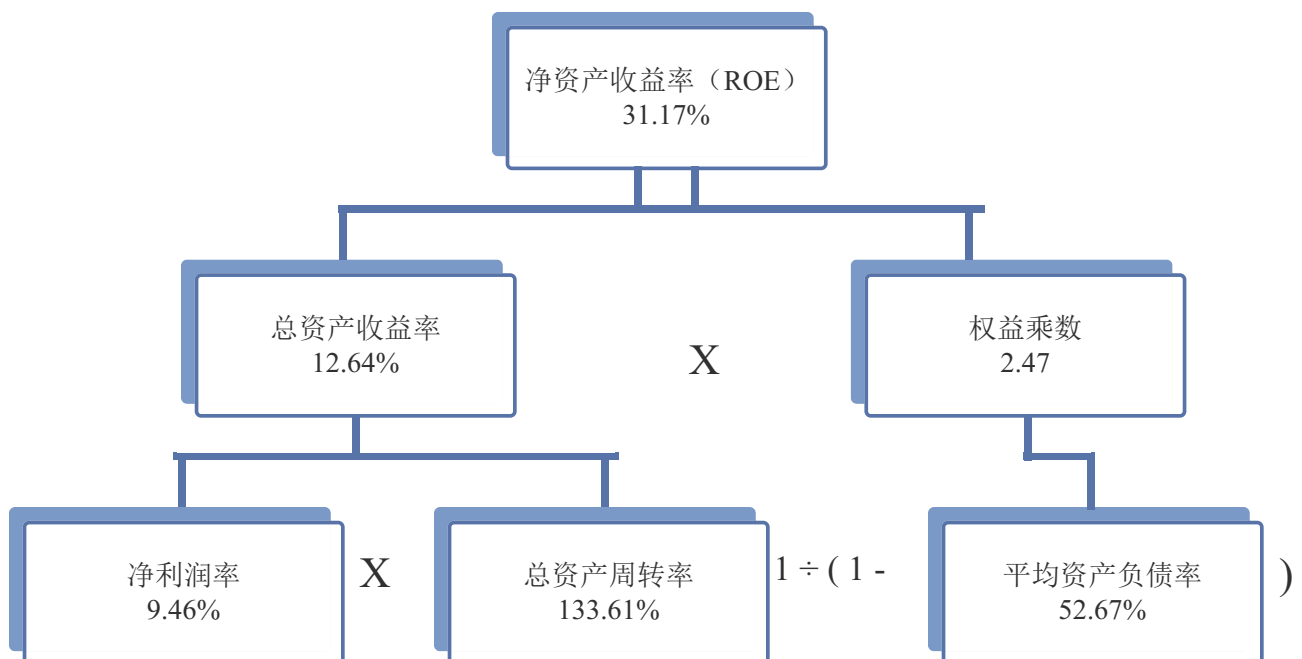 净资产收益率（ROE）
31.17%
总资产收益率
12.64%
X
权益乘数
2.47
净利润率
9.46%
X
总资产周转率
133.61%
1 ÷ ( 1 -
平均资产负债率
52.67%
)